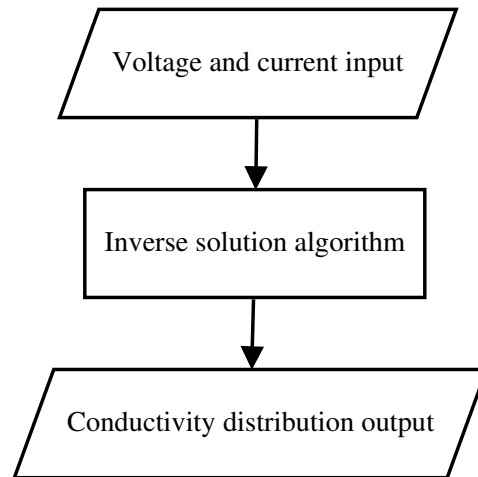 Voltage and current input
Inverse solution algorithm
Conductivity distribution output